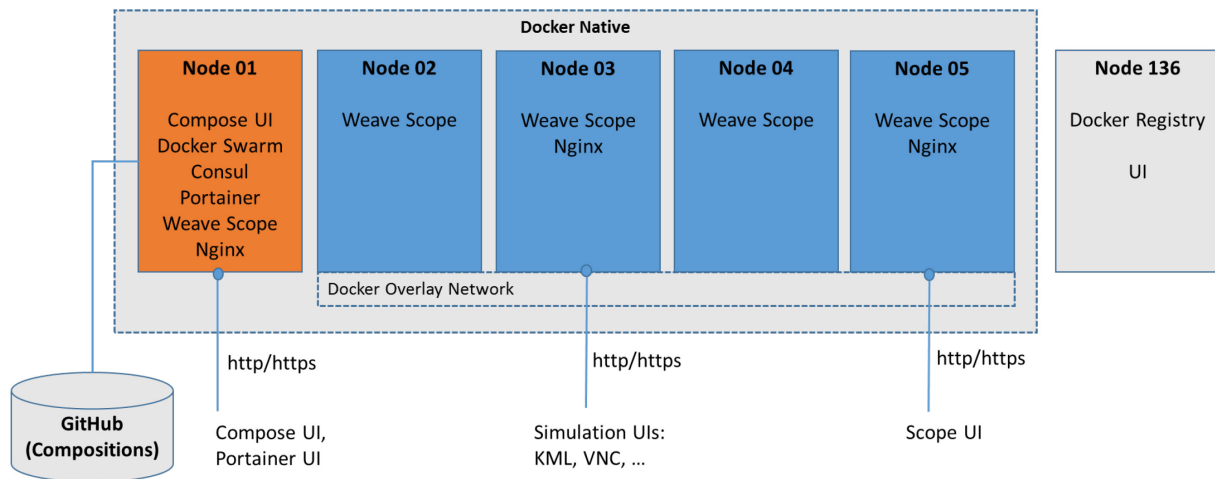 Docker Native
Node 01
Compose UI
Docker Swarm
Consul
Portainer
Weave Scope
Nginx
Node 02
Weave Scope
Node 03
Weave Scope
Nginx
Node 04
Weave Scope
Node 05
Weave Scope
Nginx
Node 136
Docker Registry
UI
Docker Overlay Network
http/https
http/https
http/https
GitHub
(Compositions)
Compose UI,
Portainer UI
Simulation UIs:
KML, VNC, ...
Scope UI